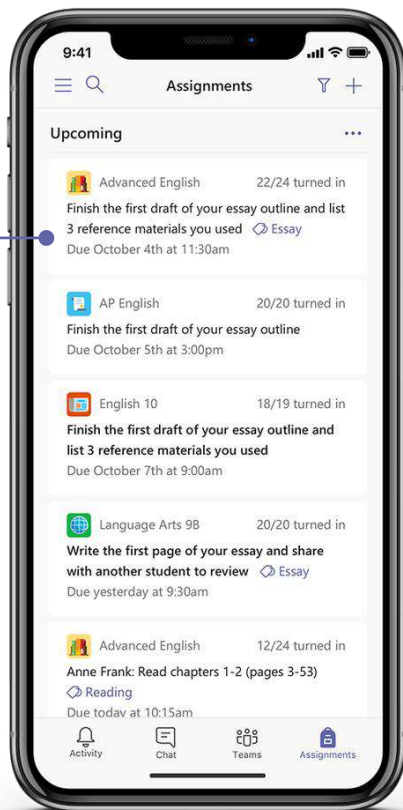 9:41
Assignments
Upcoming
Advanced English 22/24 turned in
Finish the first draft of your essay outline and list
3 reference materials you used Essay
Due October 4th at 11:30am
AP English 20/20 turned in
Finish the first draft of your essay outline
Due October 5th at 3:00pm
English 10 18/19 turned in
Finish the first draft of your essay outline and
list 3 reference materials you used
Due October 7th at 9:00am
Language Arts 9B 20/20 turned in
Write the first page of your essay and share
with another student to review Essay
Due yesterday at 9:30am
Advanced English 12/24 turned in
Anne Frank: Read chapters 1-2 (pages 3-53)
Reading
Due today at 10:15am
Activity Chat Teams Assignments